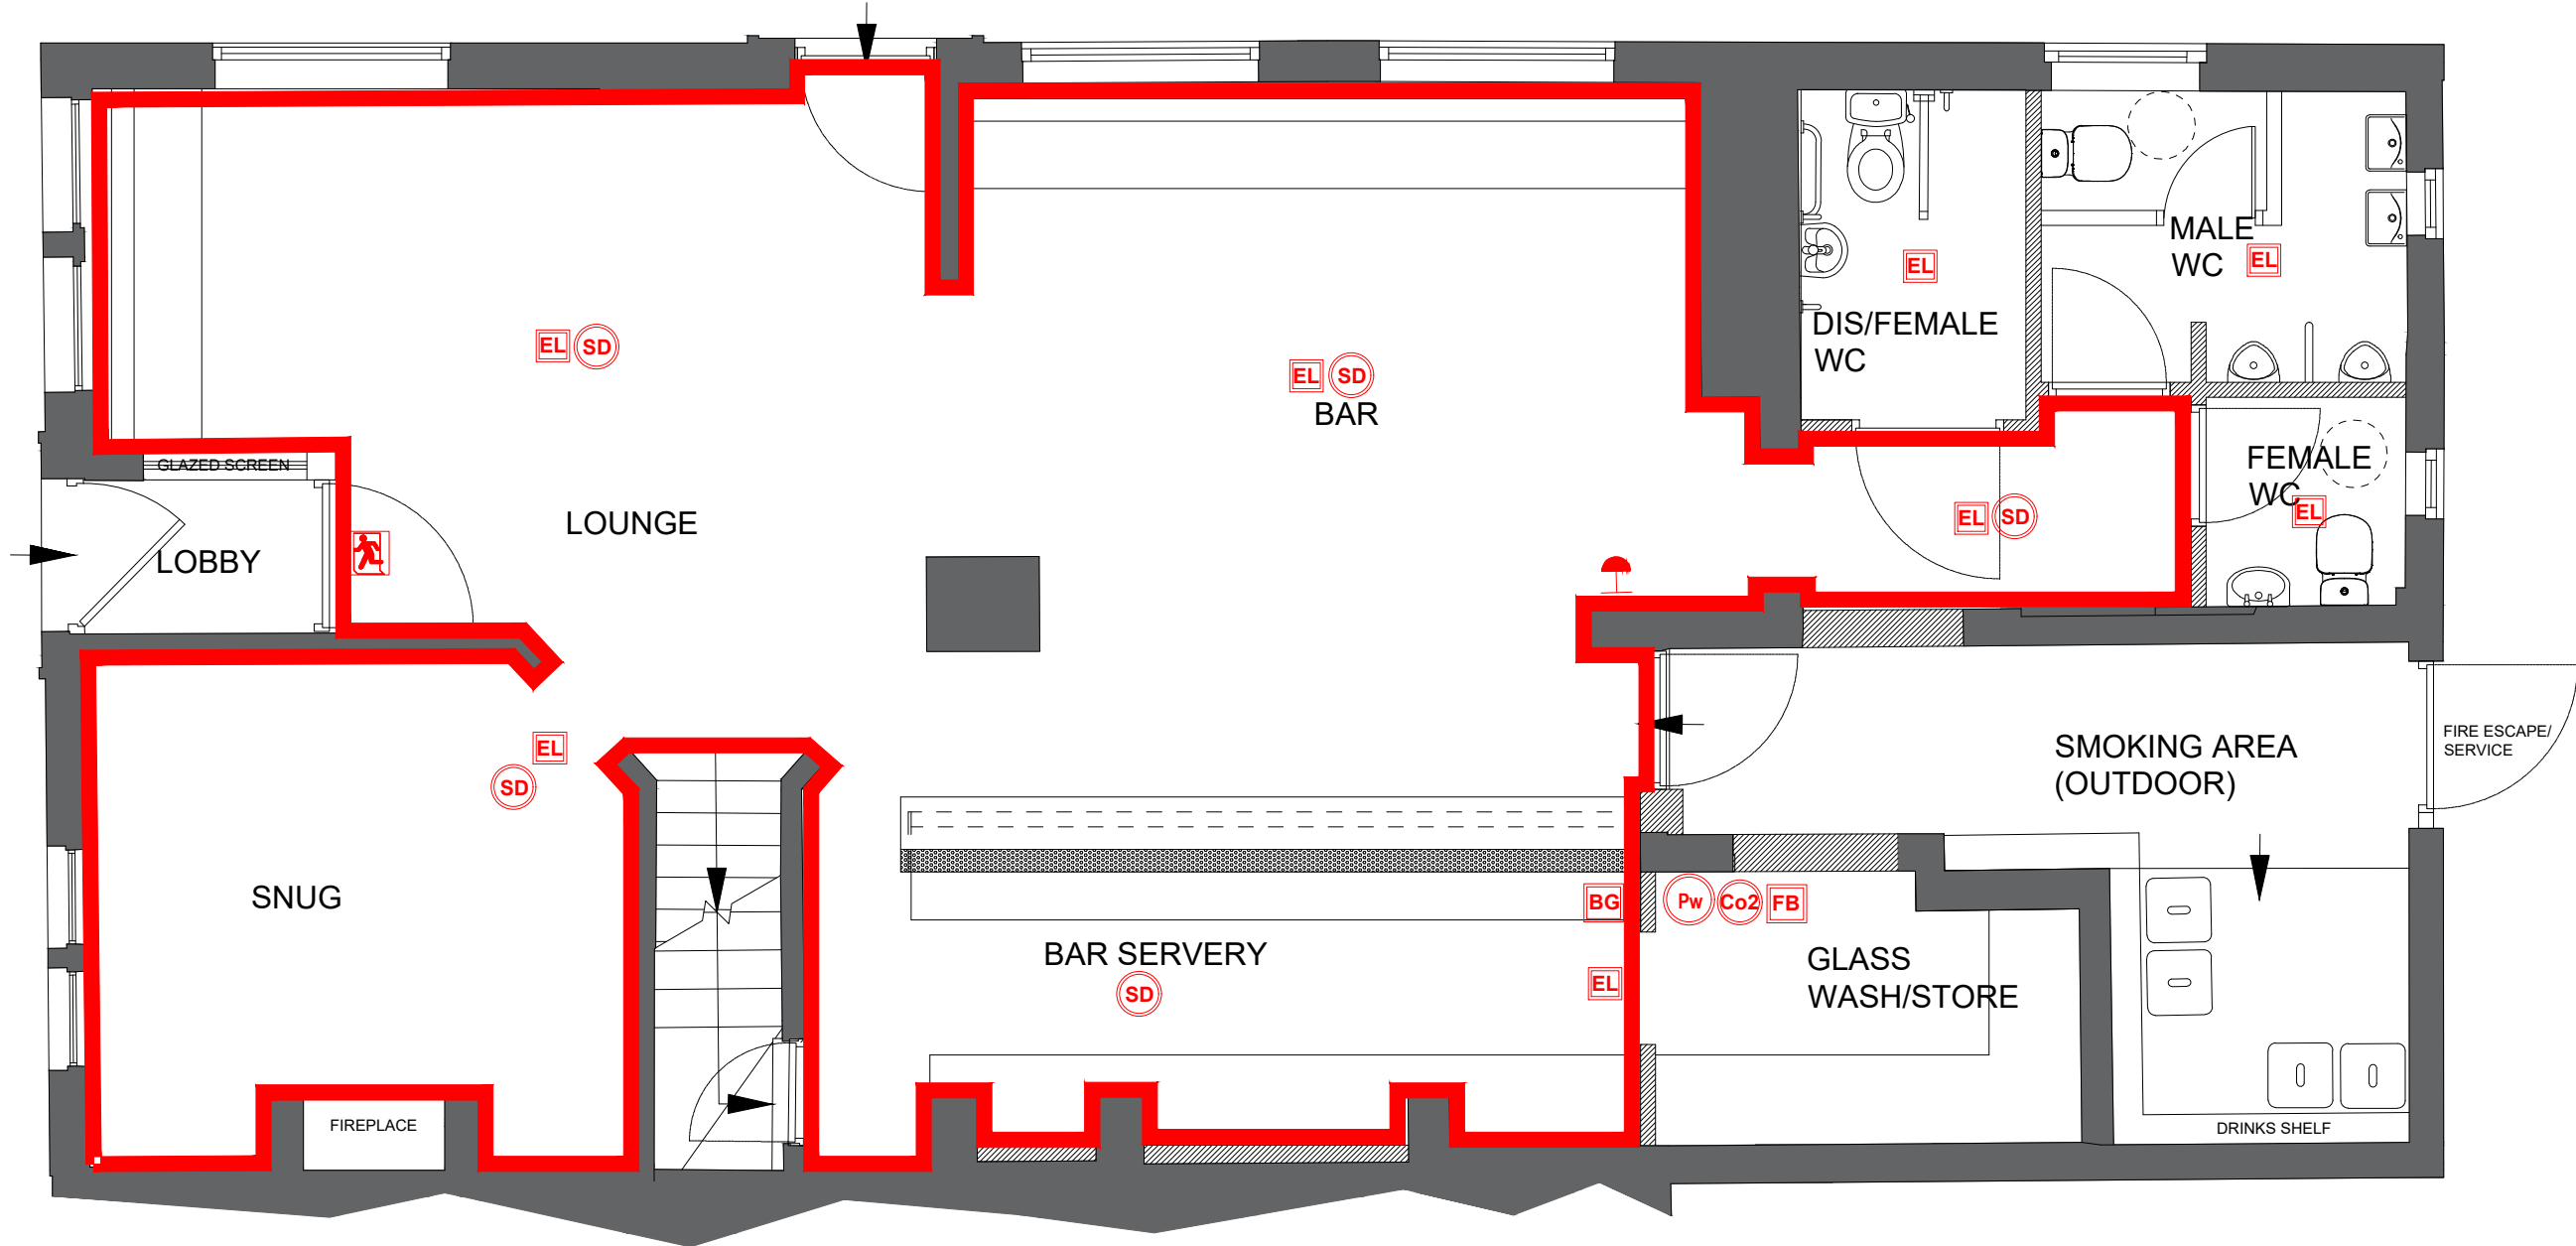 MALE
WC
EL
EL
DIS/FEMALE
WC
EL SD
EL SD
BAR
GLAZED SCREEN
FEMALE
WC
EL
LOUNGE
EL SD
LOBBY
EL
SD
SMOKING AREA
(OUTDOOR)
FIRE ESCAPE/
SERVICE
SNUG
BG
Pw Co2 FB
BAR SERVERY
SD
EL
GLASS
WASH/STORE
FIREPLACE
DRINKS SHELF